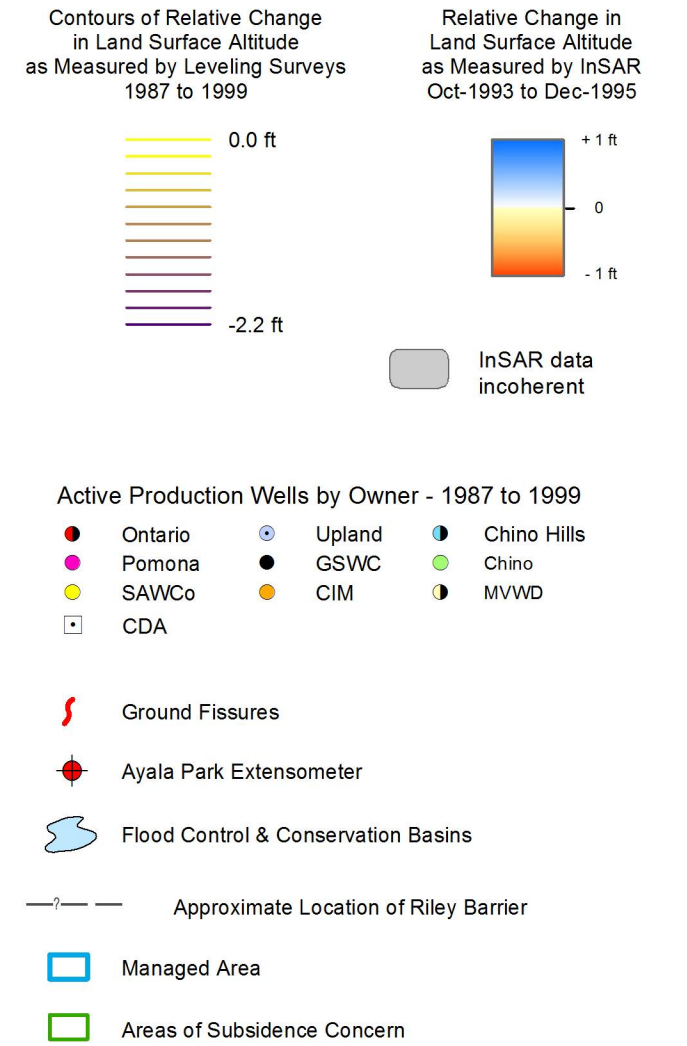 Contours of Relative Change
in Land Surface Altitude
as Measured by Leveling Surveys
1987 to 1999
0.0 ft
-2.2 ft
Relative Change in
Land Surface Altitude
as Measured by InSAR
Oct-1993 to Dec-1995
+ 1 ft
0
- 1 ft
InSAR data
incoherent
Active Production Wells by Owner - 1987 to 1999
Ontario
Upland
Chino Hills
Pomona
GSWC
Chino
SAWCo
CIM
MVWD
CDA
Ground Fissures
Ayala Park Extensometer
Flood Control & Conservation Basins
?
Approximate Location of Riley Barrier
Managed Area
Areas of Subsidence Concern